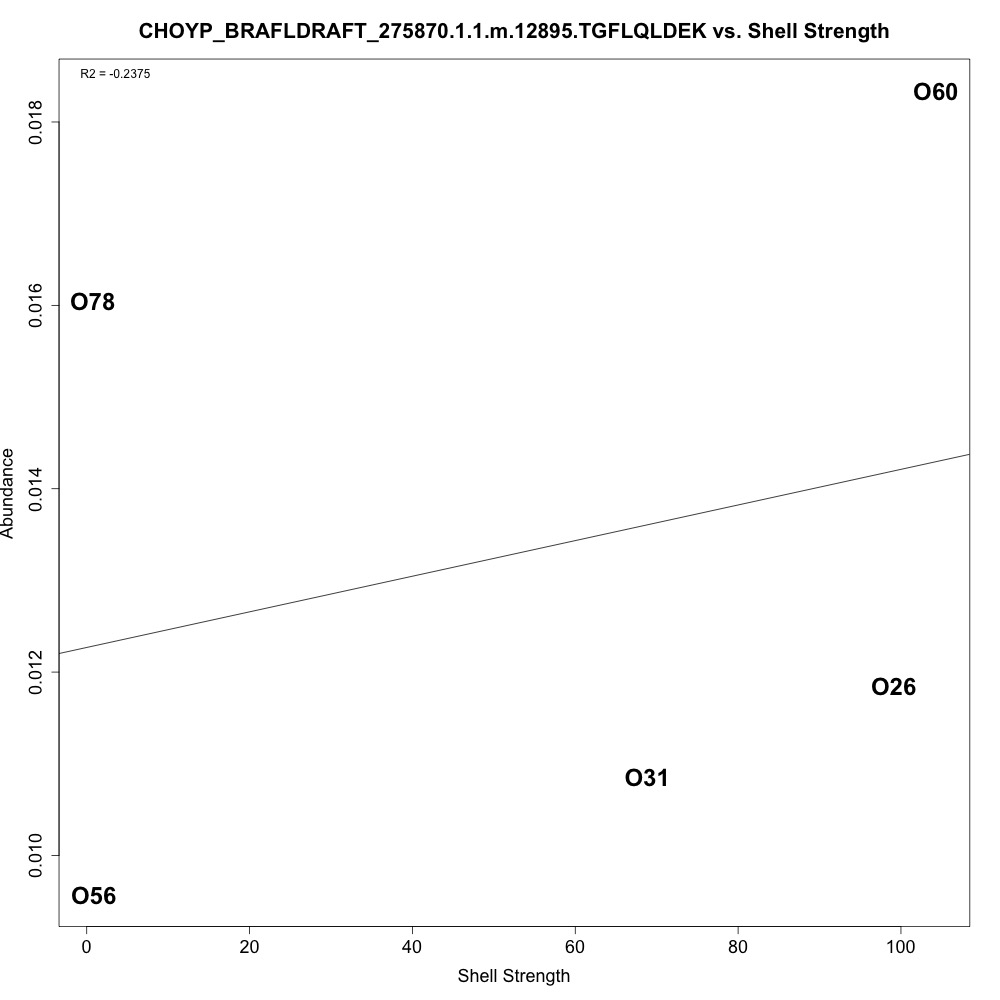 CHOYP_BRAFLDRAFT_275870.1.1.m.12895.TGFLQLDEK vs. Shell Strength
R2 = -0.2375
O60
0.018
O78
0.016
Abundance
0.014
0.012
O26
O31
0.010
O56
0 20 40 60 80 100
Shell Strength